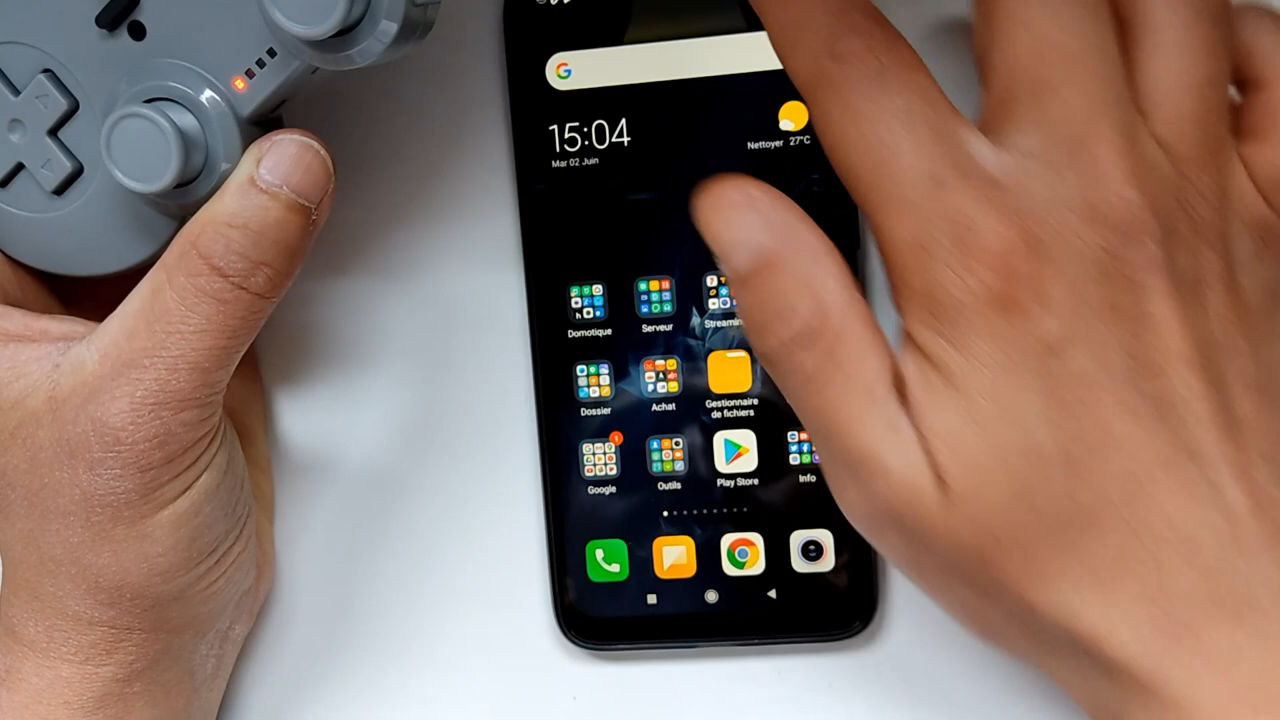 15:04
Mar 02 Juin
Nettoyer 27°C
Domotique
Serveur
Streamin
Dossier
Achat
Gestionnaire
de fichiers
Google
1
Outils
Play Store
Info